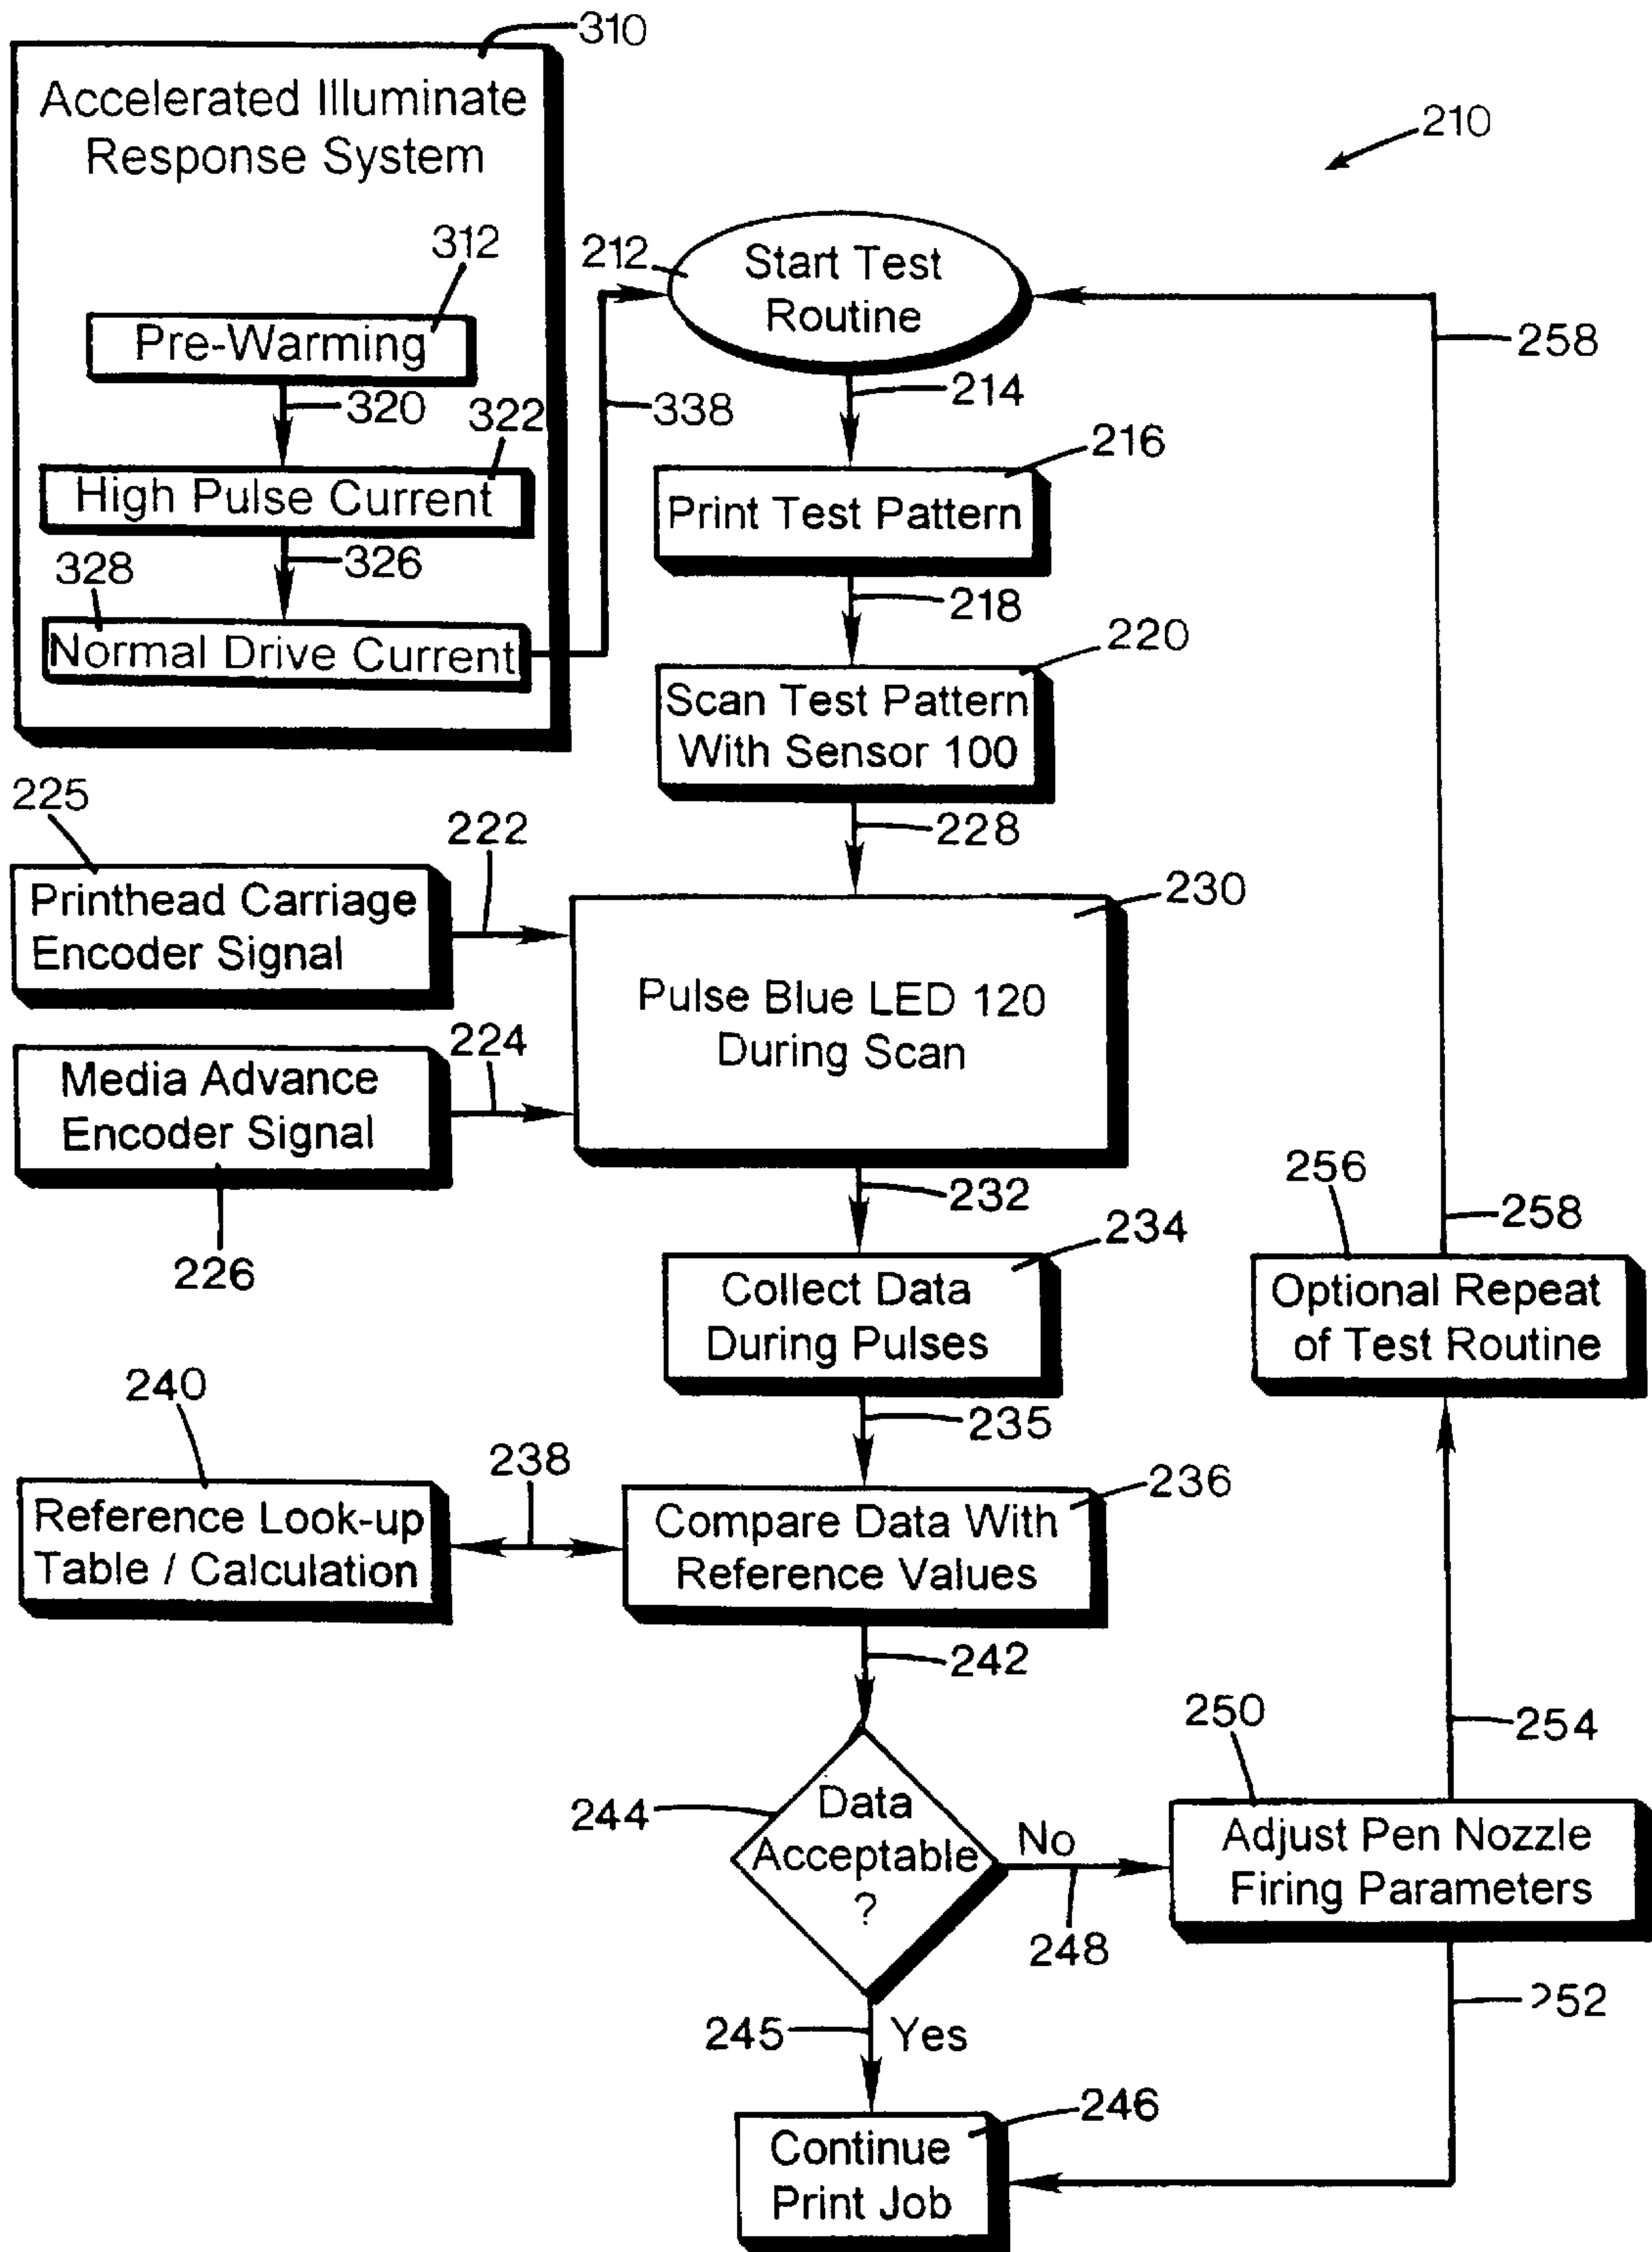 310
Accelerated Illuminate
Response System
210
312
Pre-Warming
320
322
High Pulse Current
326
328
Normal Drive Current
338
212
Start Test
Routine
258
214
216
Print Test Pattern
218
220
Scan Test Pattern
With Sensor 100
228
225
Printhead Carriage
Encoder Signal
222
230
Pulse Blue LED 120
During Scan
Media Advance
Encoder Signal
224
226
232
234
Collect Data
During Pulses
235
256
258
Optional Repeat
of Test Routine
240
Reference Look-up
Table / Calculation
238
236
Compare Data With
Reference Values
242
254
250
Adjust Pen Nozzle
Firing Parameters
244
Data
Acceptable
?
No
248
252
245
Yes
246
Continue
Print Job